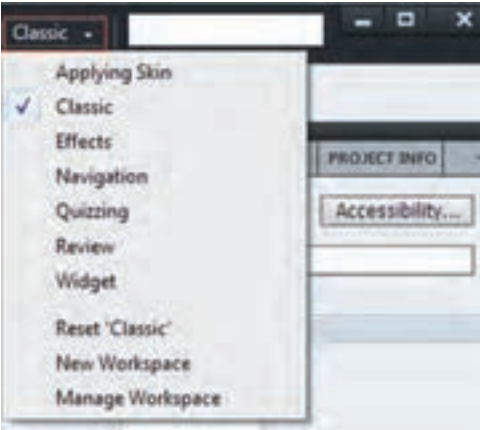 Classic
Applying Skin
Classic
Effects
Navigation
Quizzing
Review
Widget
Reset 'Classic'
New Workspace
Manage Workspace
PROJECT INFO
Accessibility...